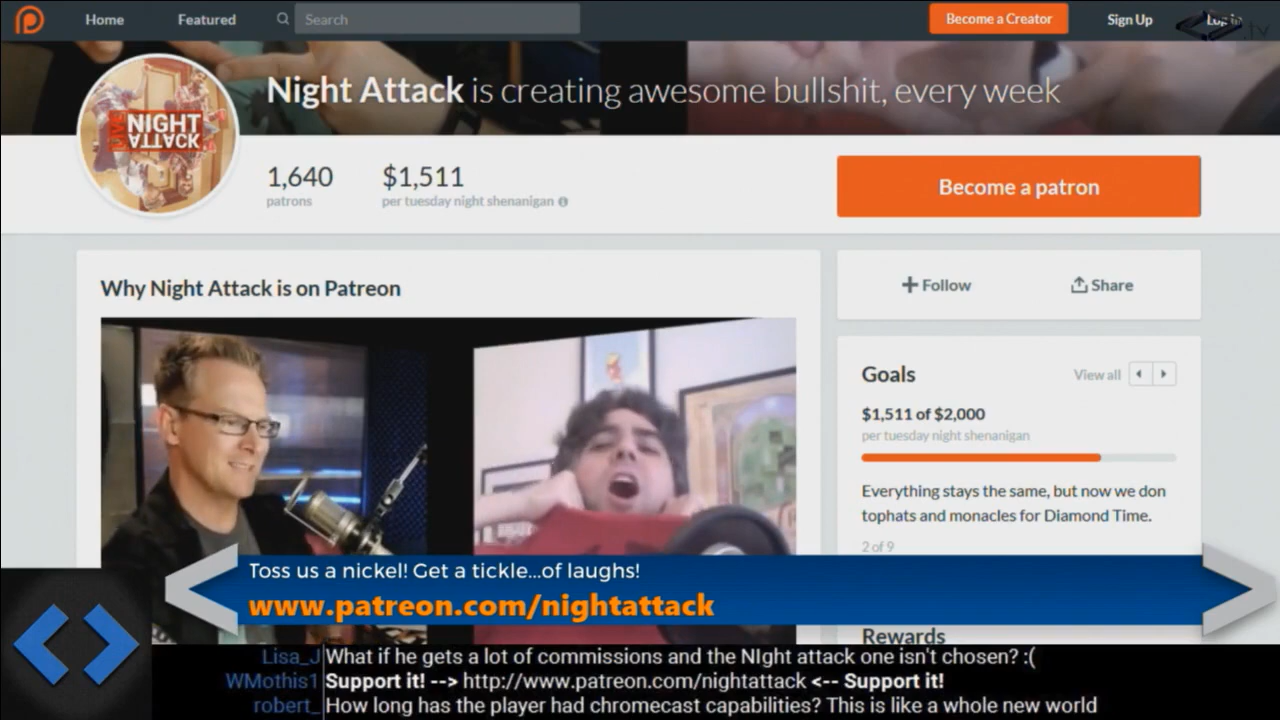 Home Featured Search Become a Creator Sign Up Log in
.tv
Night Attack is creating awesome bullshit, every week
LIVE NIGHT ATTACK
1,640 $1,511
patrons per tuesday night shenanigan
Become a patron
Why Night Attack is on Patreon
Follow Share
Goals View all
$1,511 of $2,000
per tuesday night shenanigan
Everything stays the same, but now we don
tophats and monacles for Diamond Time.
2 of 9
Toss us a nickel! Get a tickle...of laughs!
www.patreon.com/nightattack
Rewards
Lisa_J What if he gets a lot of commissions and the NIght attack one isn't chosen? :(
WMothis1 Support it! --> http://www.patreon.com/nightattack <-- Support it!
robert_ How long has the player had chromecast capabilities? This is like a whole new world